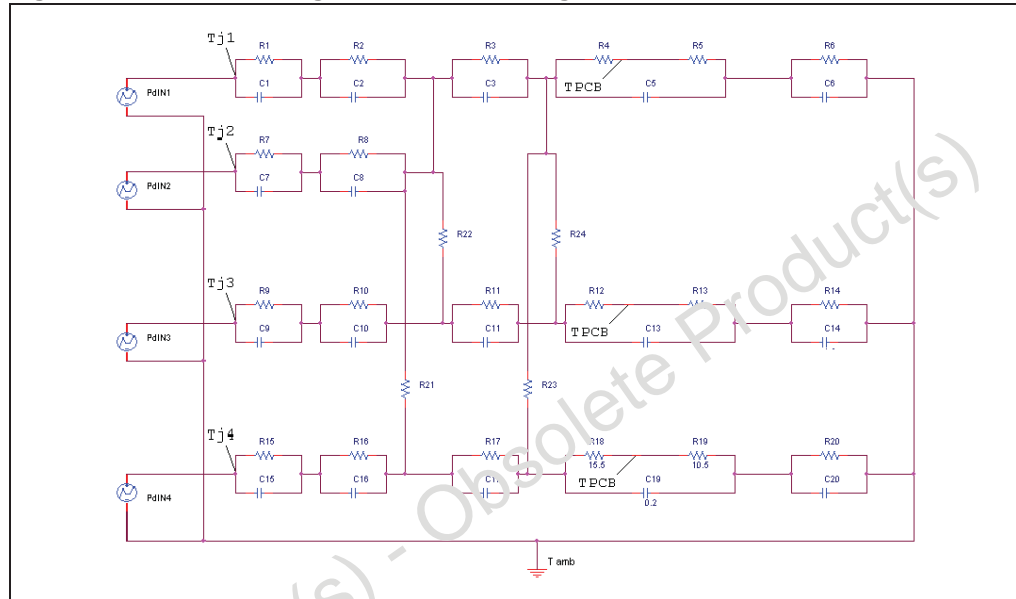 Tj1
R1
R2
R3
R4
R5
R6
C1
C2
C3
TPCB
C5
C6
PdIN1
Tj2
R7
R8
C7
C8
PdIN2
R22
R24
Tj3
R9
R10
R11
R12
R13
R14
C9
C10
C11
TPCB
C13
C14
PdIN3
R21
R23
Tj4
R15
R16
R17
R18
R19
R20
15.5
10.5
C15
C16
TPCB
C19
C20
0.2
PdIN4
T amb
(s) - Obsolete Product(s)